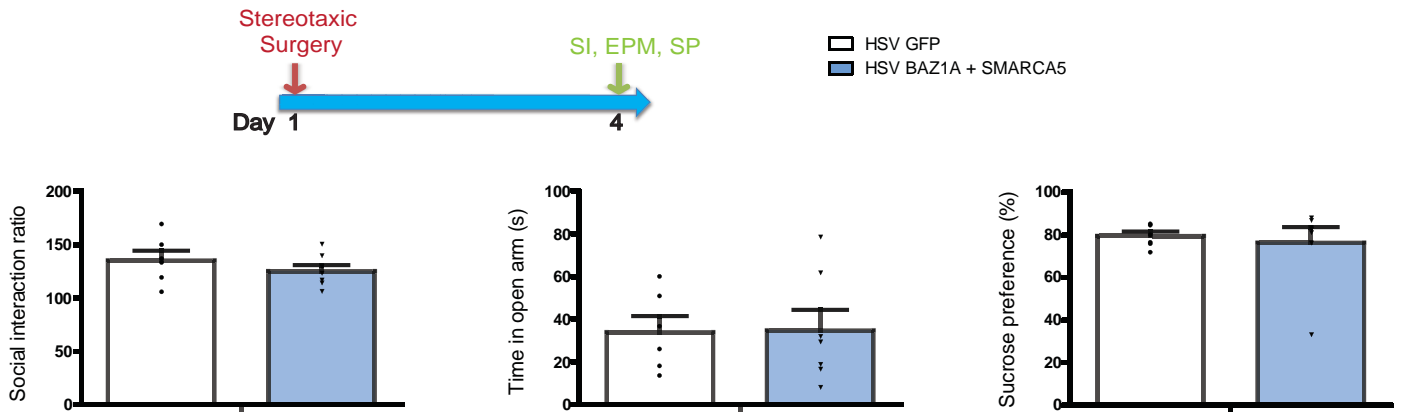 Stereotaxic
Surgery
SI, EPM, SP
Day 1
4
HSV GFP
HSV BAZ1A + SMARCA5
Social interaction ratio
200
150
100
50
0
Time in open arm (s)
100
80
60
40
20
0
Sucrose preference (%)
100
80
60
40
20
0